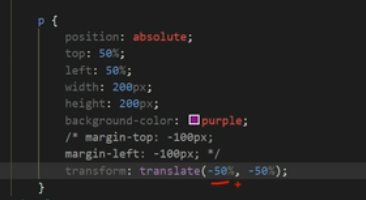 p {
position: absolute;
top: 50%;
left: 50%;
width: 200px;
height: 200px;
background-color: purple;
/* margin-top: -100px;
margin-left: -100px; */
transform: translate(-50%, -50%);
}